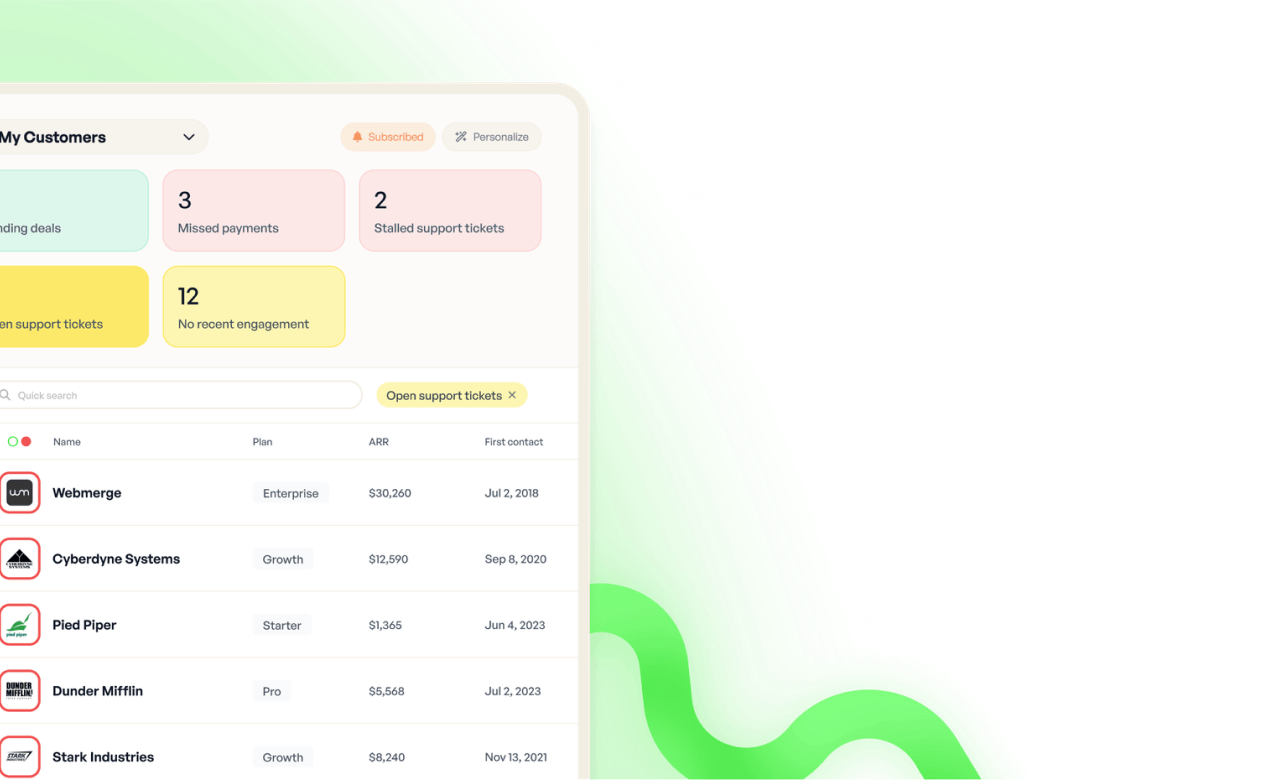 My Customers
Subscribed
Personalize
nding deals
3
Missed payments
2
Stalled support tickets
en support tickets
12
No recent engagement
Quick search
Open support tickets
Name Plan ARR First contact
wm Webmerge Enterprise $30,260 Jul 2, 2018
CYBERDYNE SYSTEMS Cyberdyne Systems Growth $12,590 Sep 8, 2020
pied piper Pied Piper Starter $1,365 Jun 4, 2023
DUNDER MIFFLIN Dunder Mifflin Pro $5,568 Jul 2, 2023
STARK INDUSTRIES Stark Industries Growth $8,240 Nov 13, 2021